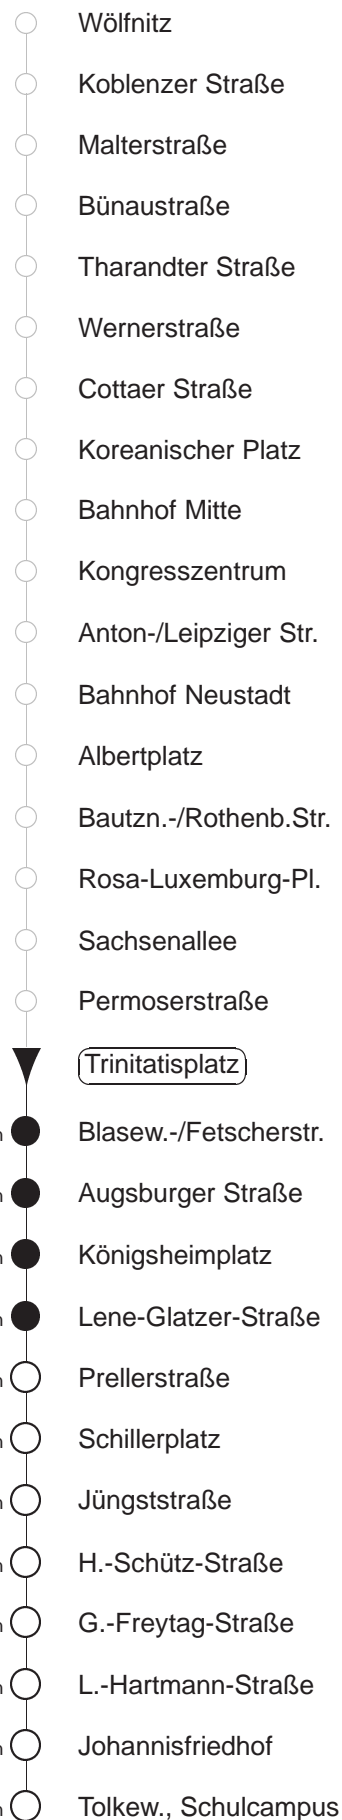 Wölfnitz
Koblenzer Straße
Malterstraße
Bünaustraße
Tharandter Straße
Wernerstraße
Cottaer Straße
Koreanischer Platz
Bahnhof Mitte
Kongresszentrum
Anton-/Leipziger Str.
Bahnhof Neustadt
Albertplatz
Bautzn.-/Rothenb.Str.
Rosa-Luxemburg-Pl.
Sachsenallee
Permoserstraße
Trinitatisplatz
Blasew.-/Fetscherstr.
Augsburger Straße
Königsheimplatz
Lene-Glatzer-Straße
Prellerstraße
Schillerplatz
Jüngststraße
H.-Schütz-Straße
G.-Freytag-Straße
L.-Hartmann-Straße
Johannisfriedhof
Tolkew., Schulcampus